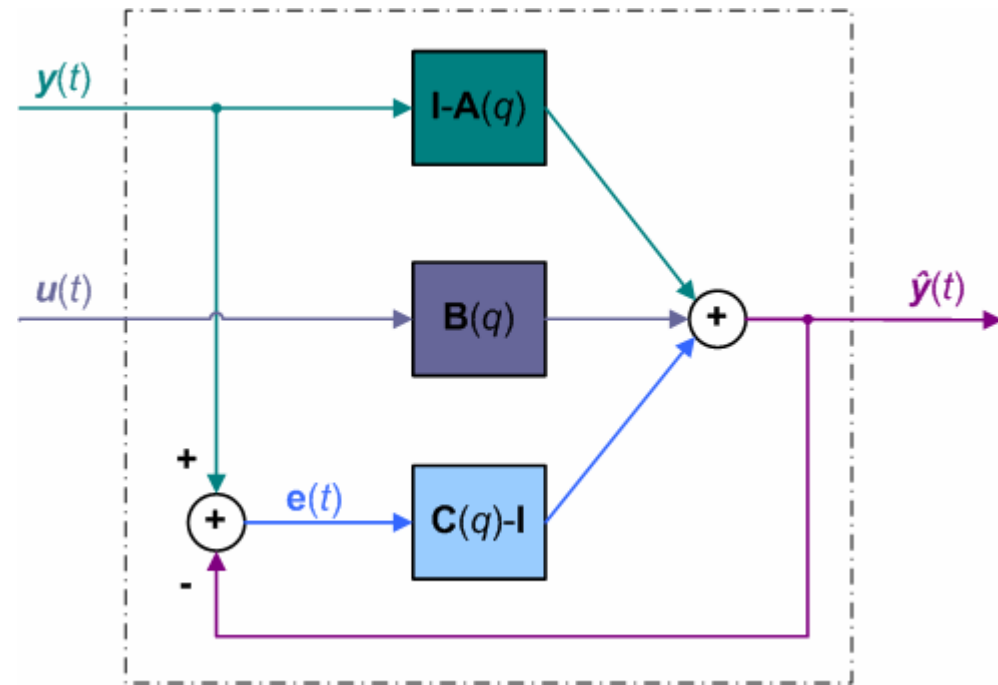 y(t)
I-A(q)
u(t)
B(q)
+
ŷ(t)
+
+
e(t)
C(q)-I
-